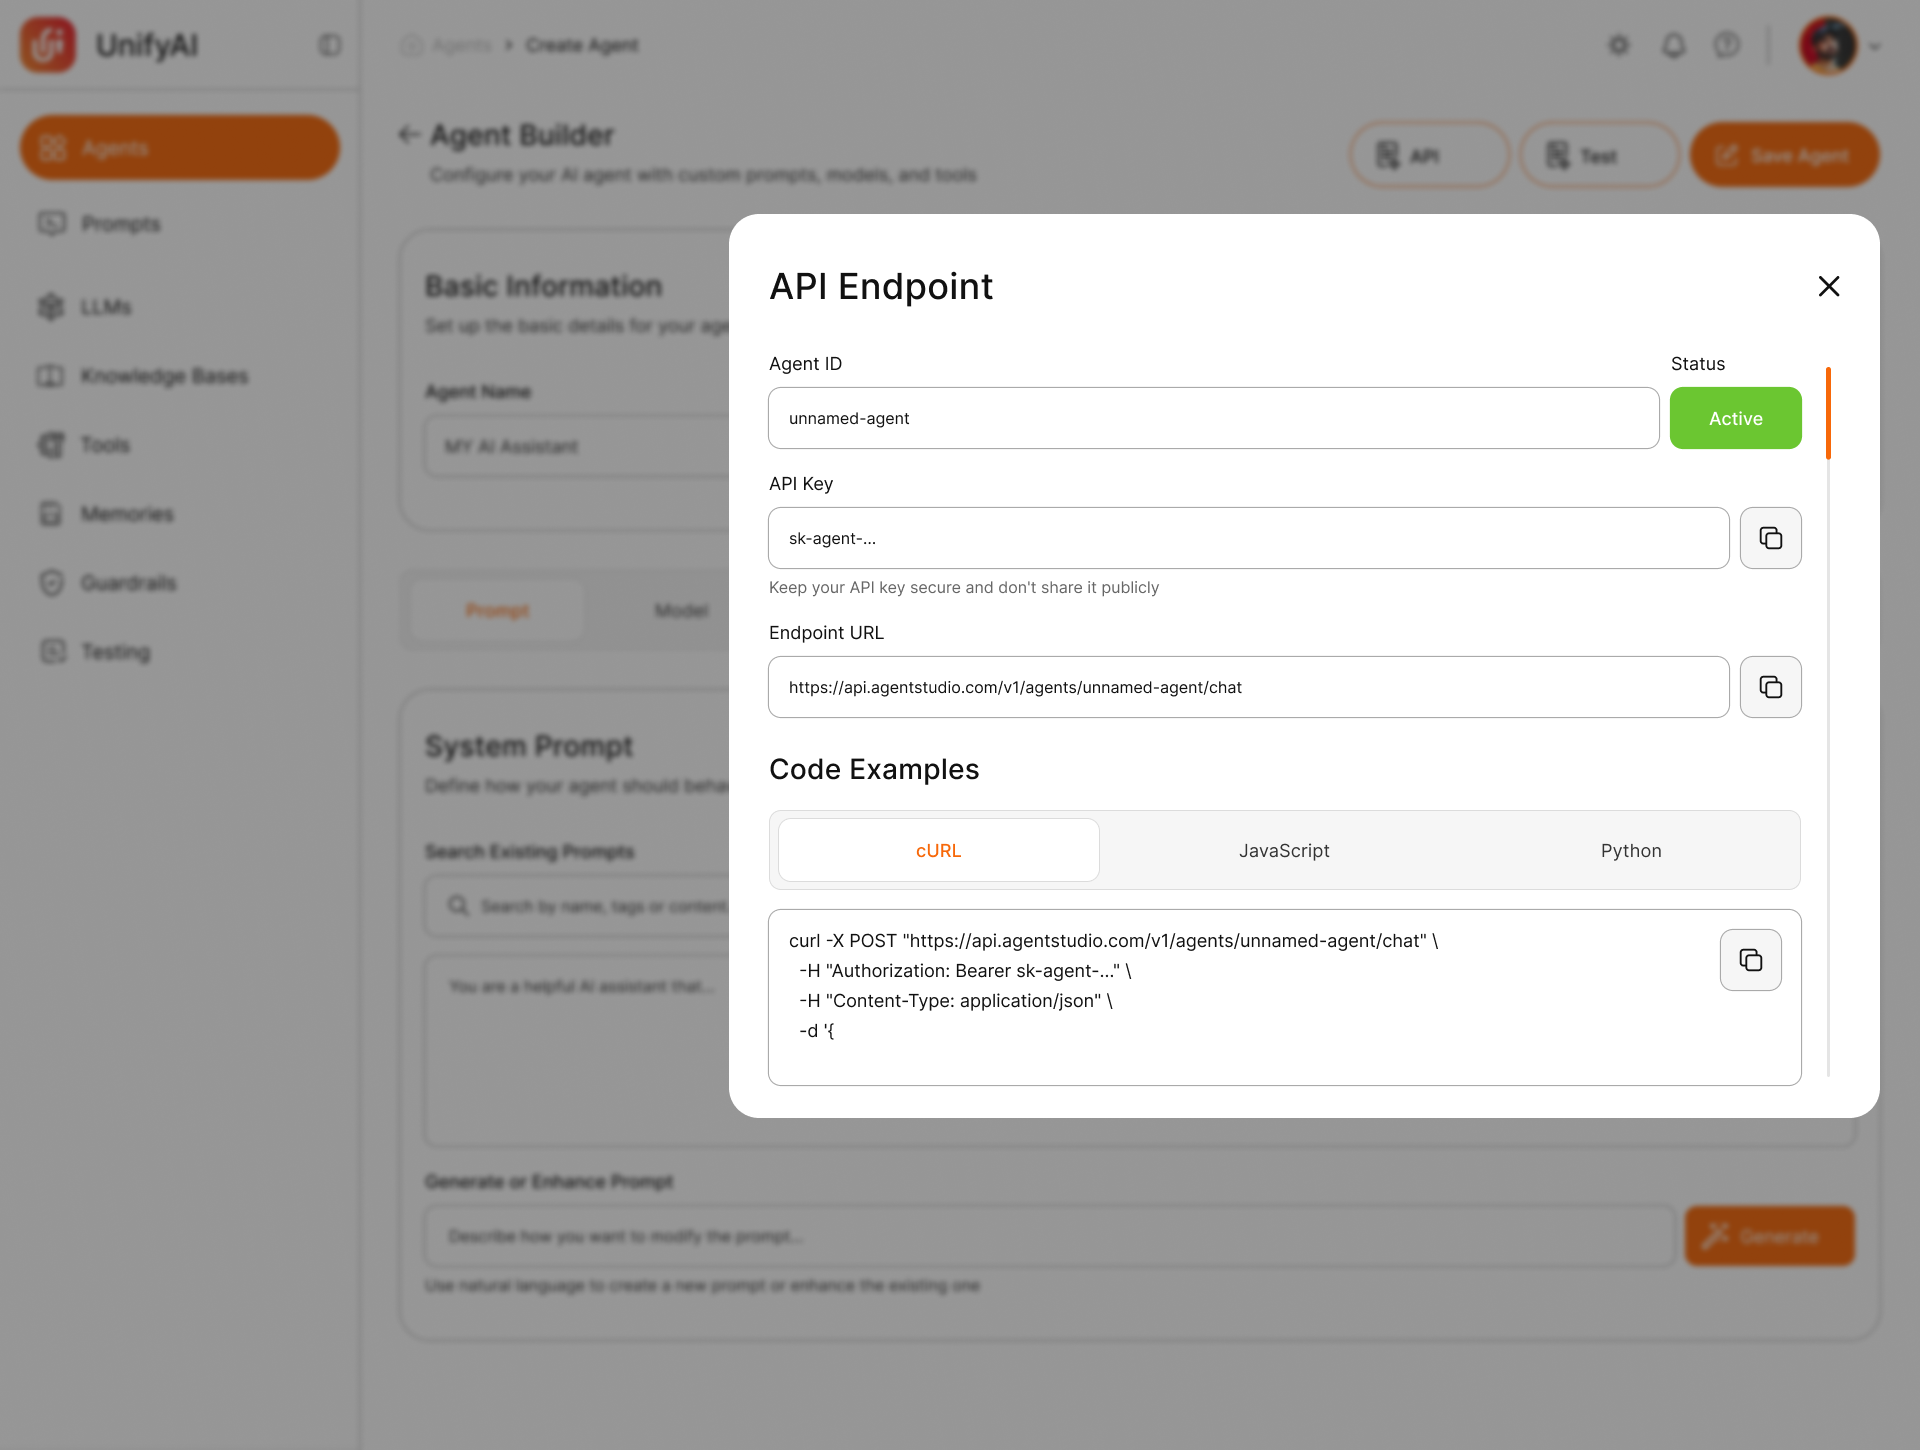 UnifyAI
Agents
Create Agent
Agents
Prompts
LLMs
Knowledge Bases
Tools
Memories
Guardrails
Testing
Agent Builder
Configure your AI agent with custom prompts, models, and tools
API
Test
Save Agent
Basic Information
Set up the basic details for your age
Agent Name
MY AI Assistant
Prompt
Model
System Prompt
Define how your agent should beha
Search Existing Prompts
Search by name, tags or content.
You are a helpful AI assistant that...
Generate or Enhance Prompt
Describe how you want to modify the prompt...
Generate
Use natural language to create a new prompt or enhance the existing one
API Endpoint
Agent ID
Status
unnamed-agent
Active
API Key
sk-agent-...
Keep your API key secure and don't share it publicly
Endpoint URL
https://api.agentstudio.com/v1/agents/unnamed-agent/chat
Code Examples
cURL
JavaScript
Python
curl -X POST "https://api.agentstudio.com/v1/agents/unnamed-agent/chat" \
-H "Authorization: Bearer sk-agent-..." \
-H "Content-Type: application/json" \
-d '{